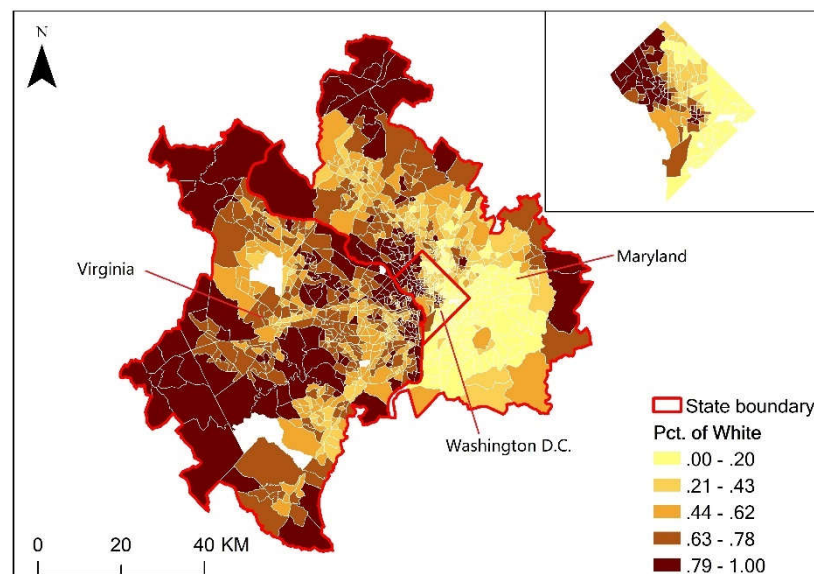 N
Virginia
Maryland
Washington D.C.
State boundary
Pct. of White
.00 - .20
.21 - .43
.44 - .62
.63 - .78
.79 - 1.00
0 20 40 KM